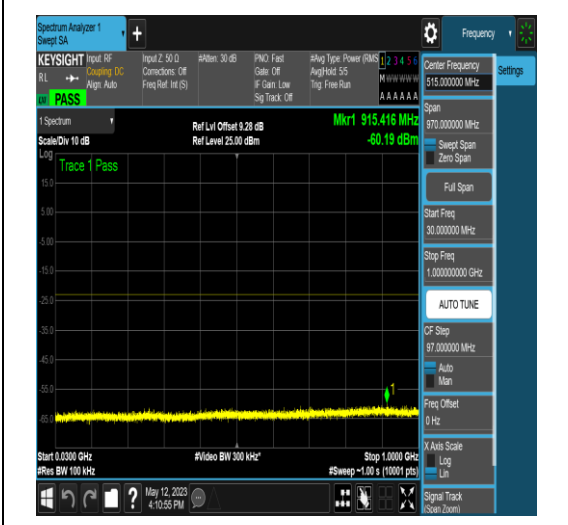 Spectrum Analyzer 1
Swept SA
+
Frequency
KEYSIGHT
RL
PASS
Input: RF
Coupling: DC
Align: Auto
Input Z: 50 Ω
Corrections: Off
Freq Ref: Int (S)
#Atten: 30 dB
PNO: Fast
Gate: Off
IF Gain: Low
Sig Track: Off
#Avg Type: Power (RMS
Avg|Hold: 5/5
Trig: Free Run
1 2 3 4 5 6
M W W W W W
A A A A A A
1 Spectrum
Scale/Div 10 dB
Ref Lvl Offset 9.28 dB
Ref Level 25.00 dBm
Mkr1 915.416 MHz
-60.19 dBm
Log
Trace 1 Pass
15.0
5.00
-5.00
-15.0
-25.0
-35.0
-45.0
-55.0
-65.0
1
Start 0.0300 GHz
#Res BW 100 kHz
#Video BW 300 kHz*
Stop 1.0000 GHz
#Sweep ~1.00 s (10001 pts)
?
May 12, 2023
4:10:55 PM
Center Frequency
515.000000 MHz
Settings
Span
970.000000 MHz
Swept Span
Zero Span
Full Span
Start Freq
30.000000 MHz
Stop Freq
1.000000000 GHz
AUTO TUNE
CF Step
97.000000 MHz
Auto
Man
Freq Offset
0 Hz
X Axis Scale
Log
Lin
Signal Track
(Span Zoom)